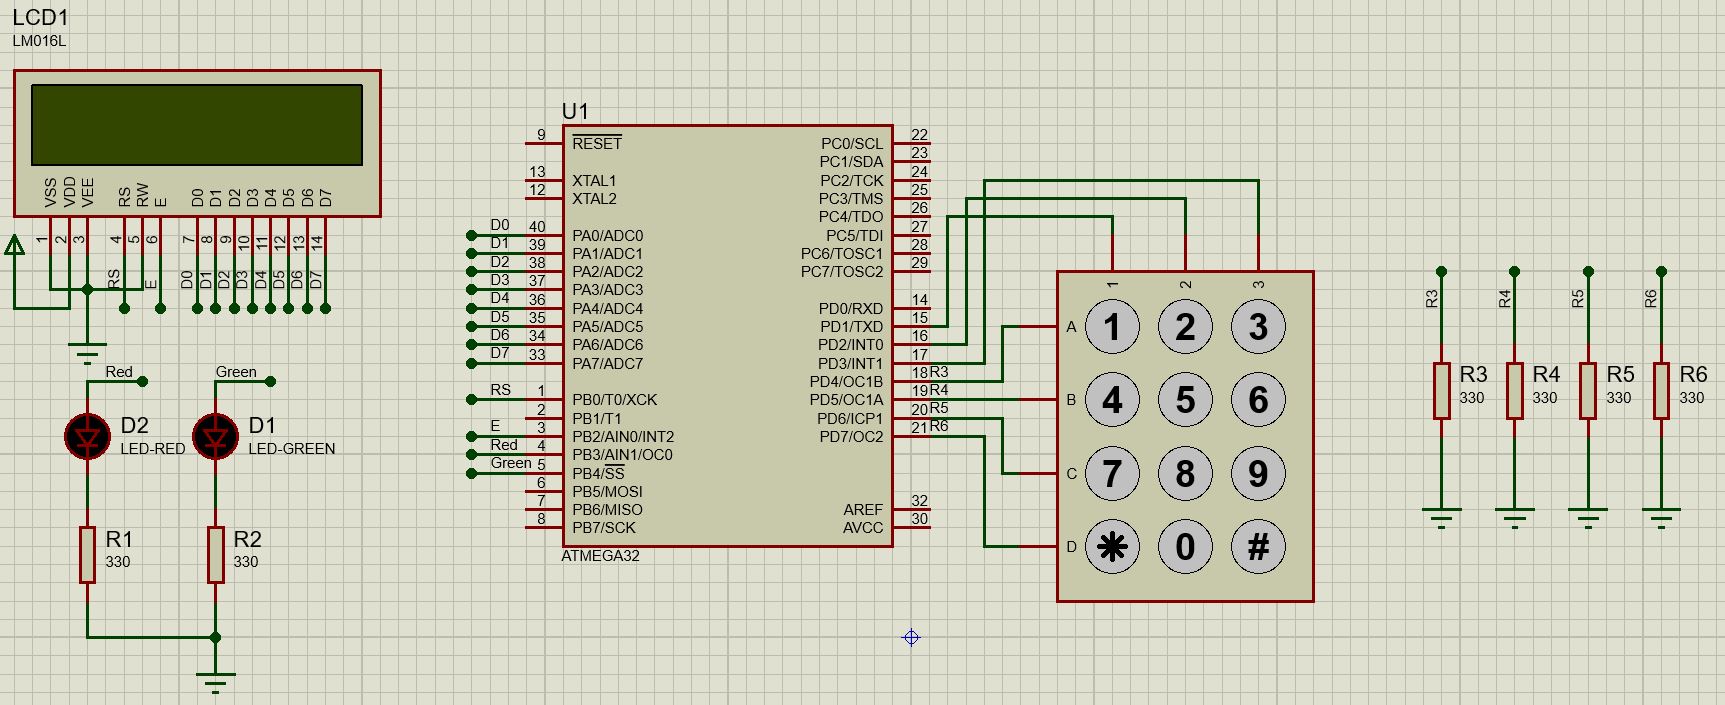 LCD1
LM016L
VSS VDD VEE RS RW E D0 D1 D2 D3 D4 D5 D6 D7
1 2 3 4 5 6 7 8 9 10 11 12 13 14
RS E D0 D1 D2 D3 D4 D5 D6 D7
Red Green
D2
LED-RED
D1
LED-GREEN
R1
330
R2
330
U1
9 RESET
13 XTAL1
12 XTAL2
D0 40 PA0/ADC0
D1 39 PA1/ADC1
D2 38 PA2/ADC2
D3 37 PA3/ADC3
D4 36 PA4/ADC4
D5 35 PA5/ADC5
D6 34 PA6/ADC6
D7 33 PA7/ADC7
RS 1 PB0/T0/XCK
2 PB1/T1
E 3 PB2/AIN0/INT2
Red 4 PB3/AIN1/OC0
Green 5 PB4/SS
6 PB5/MOSI
7 PB6/MISO
8 PB7/SCK
PC0/SCL 22
PC1/SDA 23
PC2/TCK 24
PC3/TMS 25
PC4/TDO 26
PC5/TDI 27
PC6/TOSC1 28
PC7/TOSC2 29
PD0/RXD 14
PD1/TXD 15
PD2/INT0 16
PD3/INT1 17
PD4/OC1B 18 R3
PD5/OC1A 19 R4
PD6/ICP1 20 R5
PD7/OC2 21 R6
AREF 32
AVCC 30
ATMEGA32
1 2 3
A 1 2 3
B 4 5 6
C 7 8 9
D * 0 #
R3 R4 R5 R6
R3
330
R4
330
R5
330
R6
330